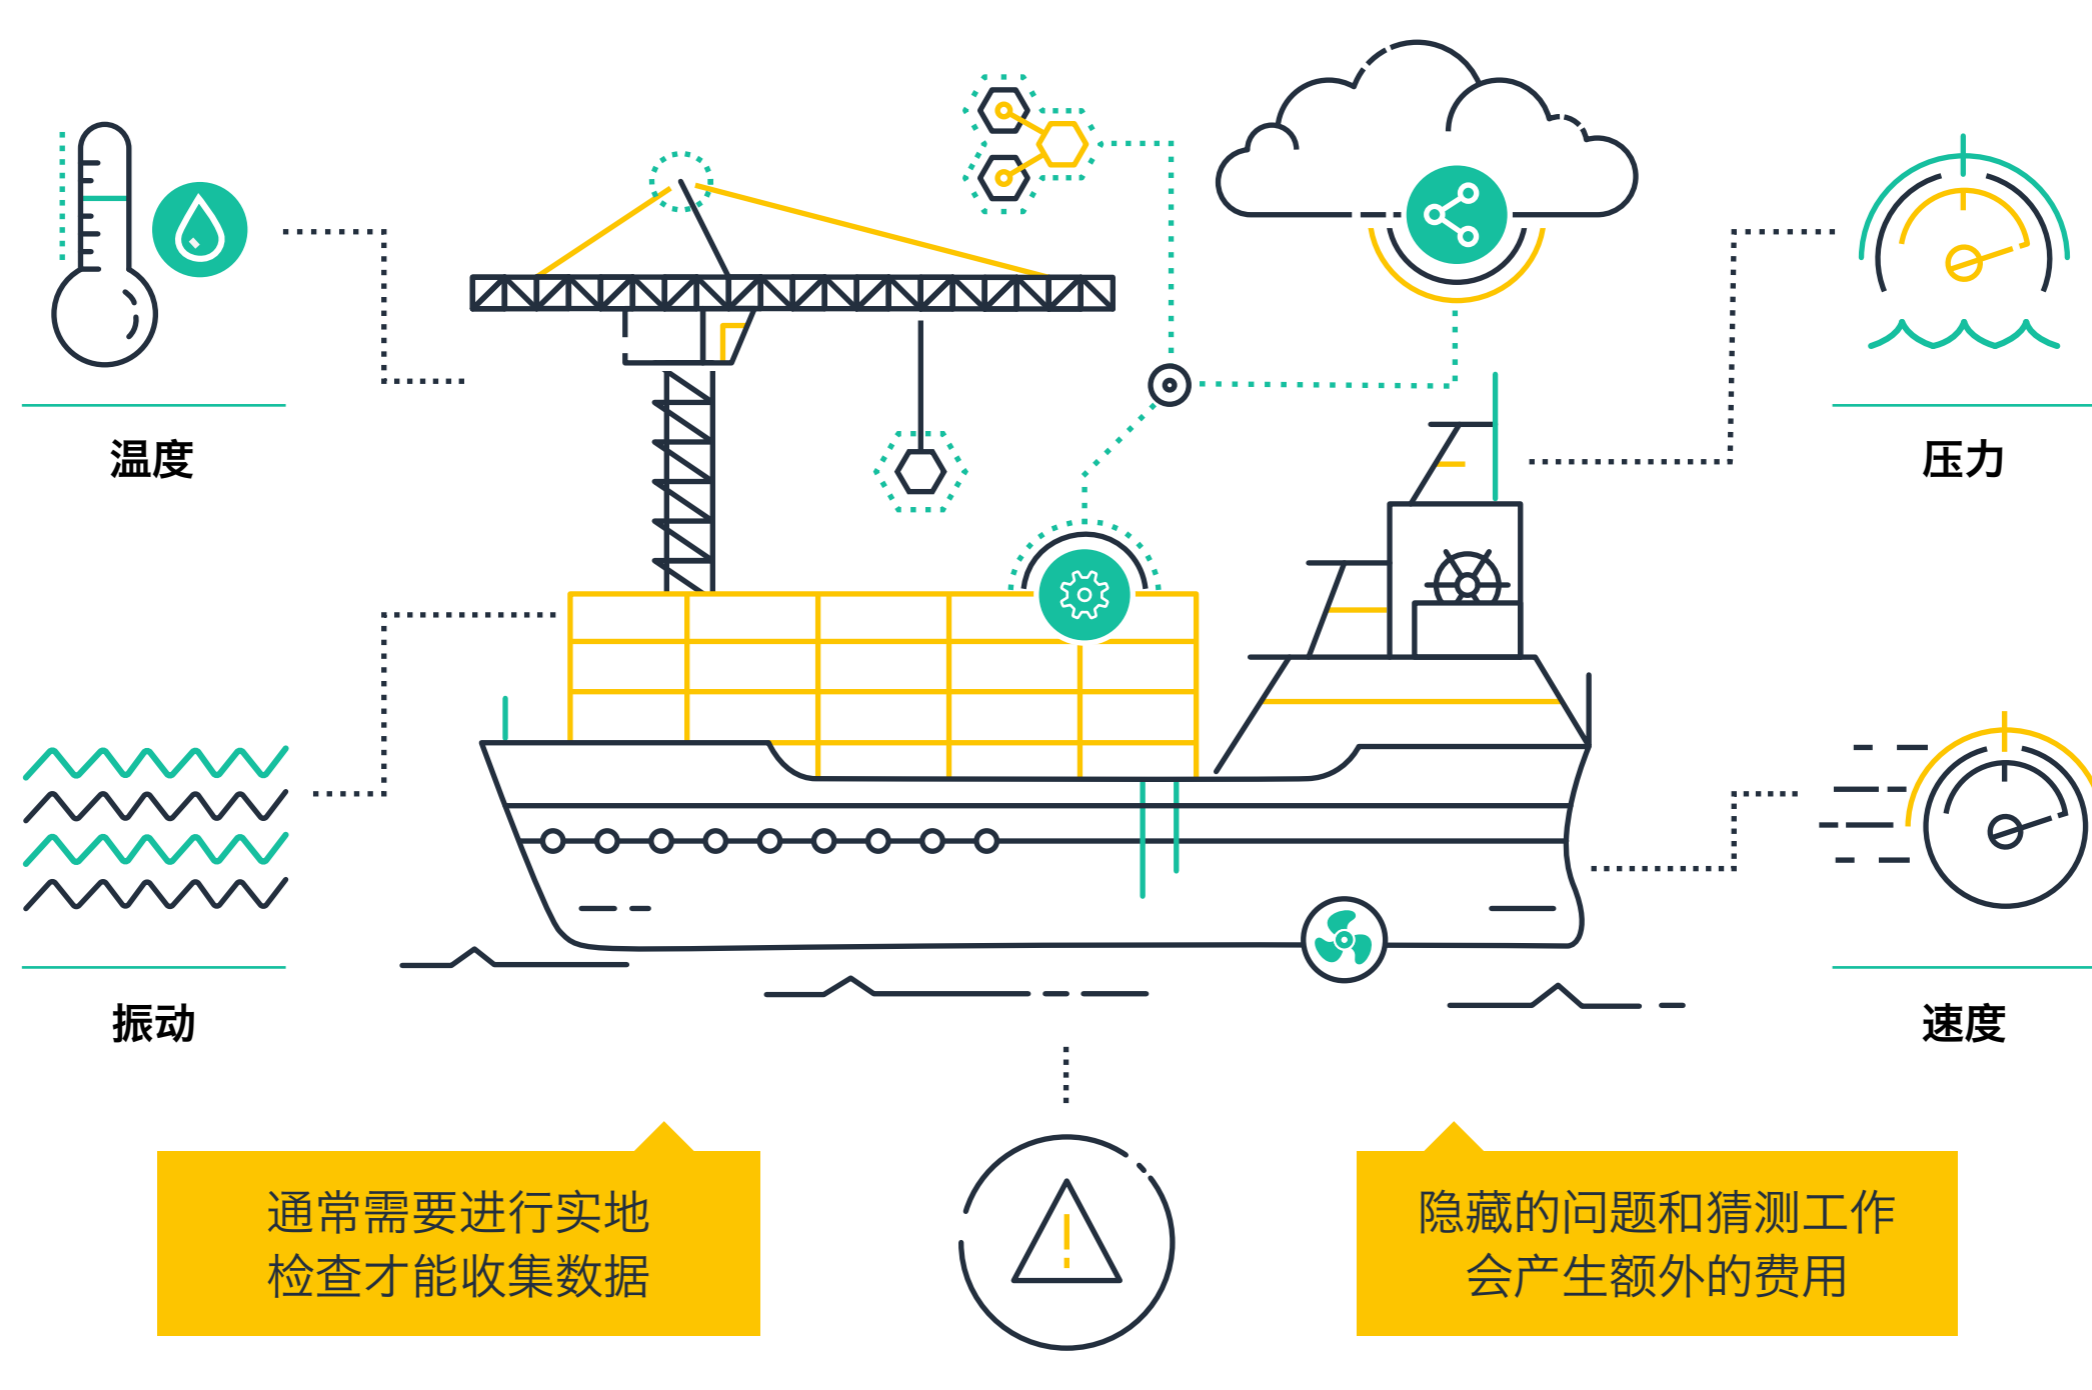 温度
压力
振动
速度
通常需要进行实地
检查才能收集数据
隐藏的问题和猜测工作
会产生额外的费用